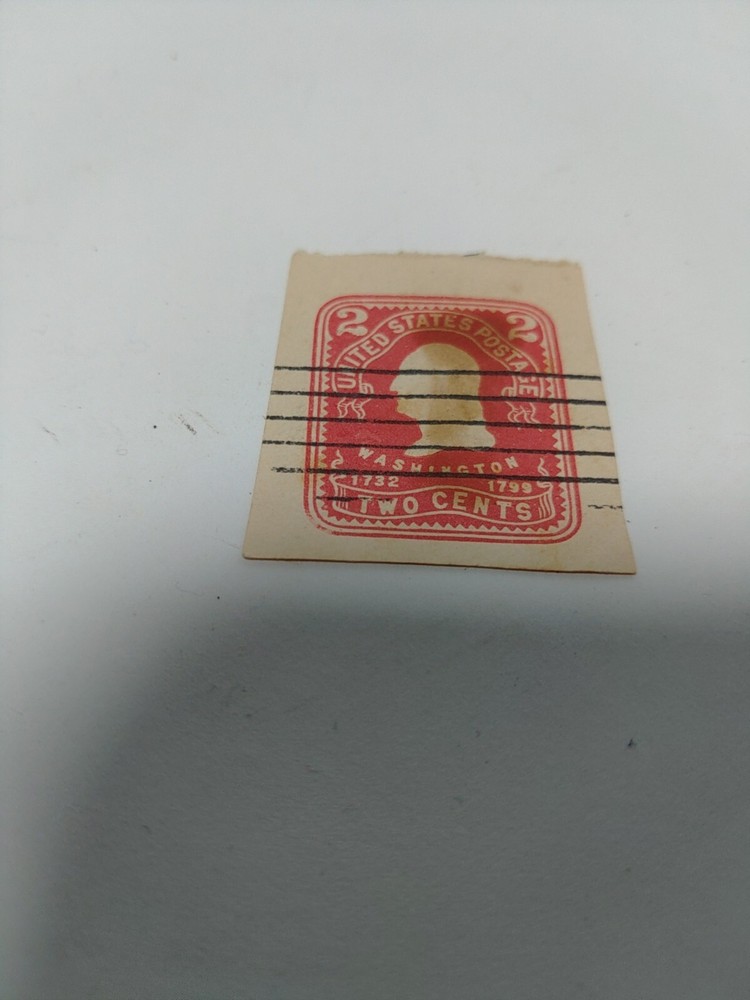 2 2
UNITED STATES POSTAGE
WASHINGTON
1732 1799
TWO CENTS